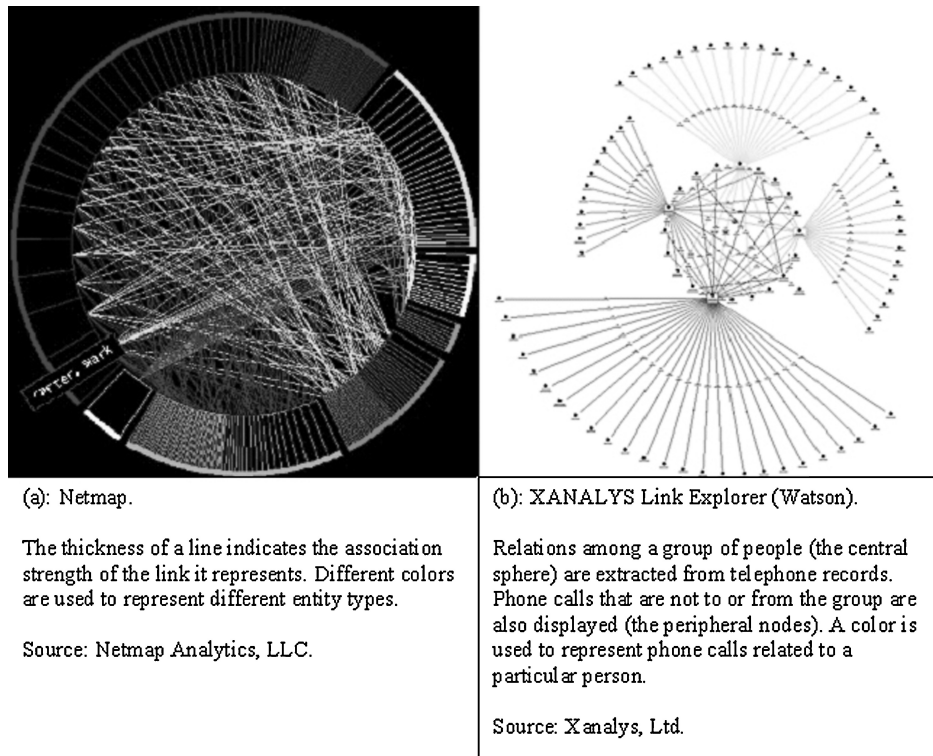 carter, mark
(a): Netmap.
The thickness of a line indicates the association
strength of the link it represents. Different colors
are used to represent different entity types.
Source: Netmap Analytics, LLC.
(b): XANALYS Link Explorer (Watson).
Relations among a group of people (the central
sphere) are extracted from telephone records.
Phone calls that are not to or from the group are
also displayed (the peripheral nodes). A color is
used to represent phone calls related to a
particular person.
Source: Xanalys, Ltd.